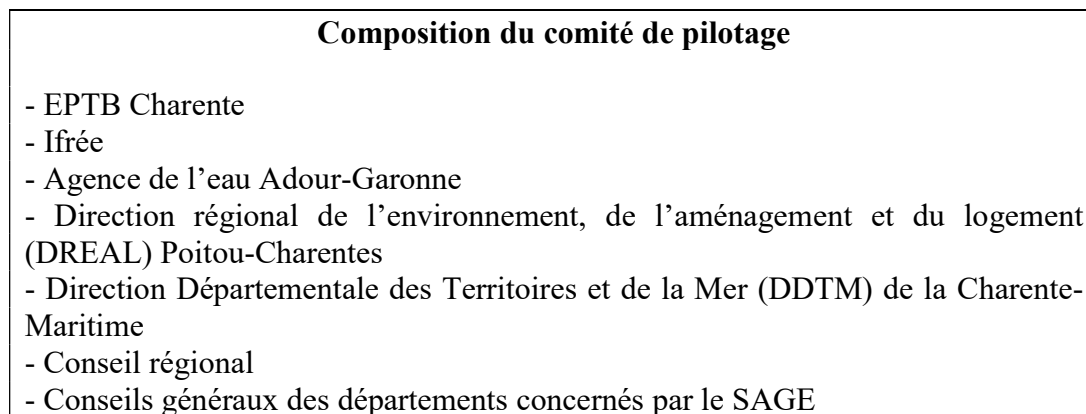 Composition du comité de pilotage
- EPTB Charente
- Ifrée
- Agence de l’eau Adour-Garonne
- Direction régional de l’environnement, de l’aménagement et du logement
(DREAL) Poitou-Charentes
- Direction Départementale des Territoires et de la Mer (DDTM) de la Charente-
Maritime
- Conseil régional
- Conseils généraux des départements concernés par le SAGE